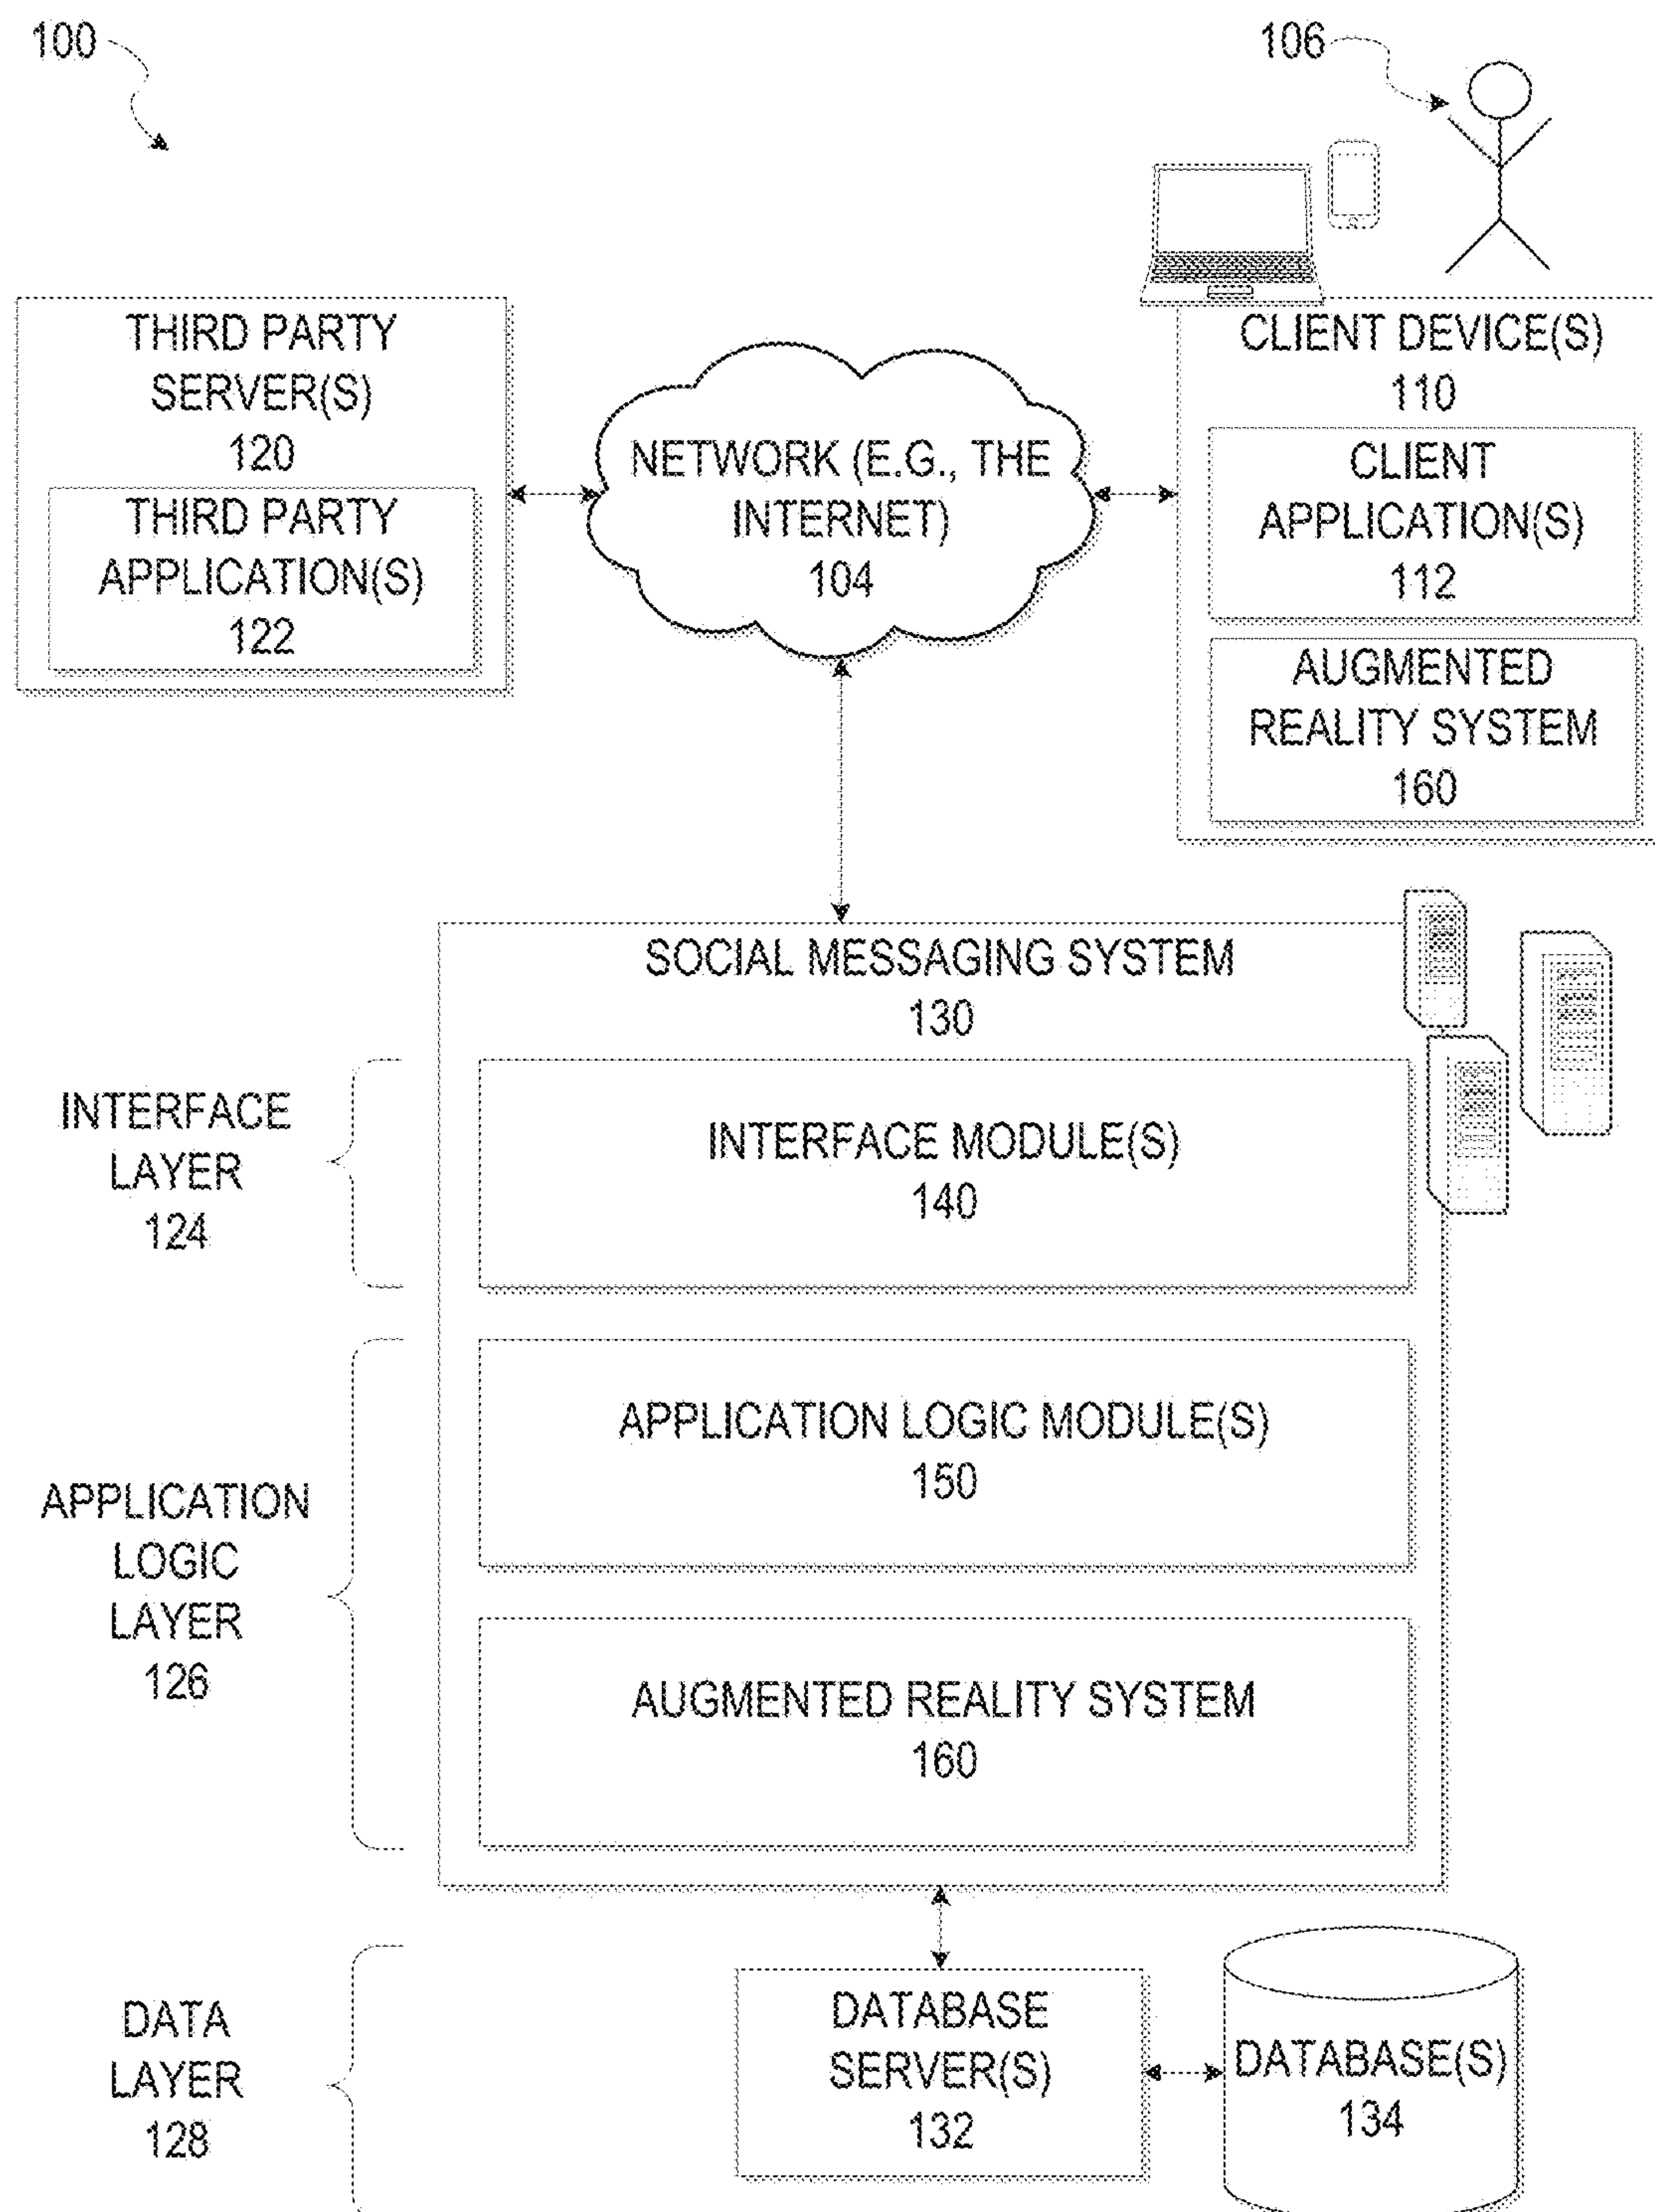 100
106
THIRD PARTY
SERVER(S)
120
THIRD PARTY
APPLICATION(S)
122
NETWORK (E.G., THE
INTERNET)
104
CLIENT DEVICE(S)
110
CLIENT
APPLICATION(S)
112
AUGMENTED
REALITY SYSTEM
160
SOCIAL MESSAGING SYSTEM
130
INTERFACE
LAYER
124
INTERFACE MODULE(S)
140
APPLICATION
LOGIC
LAYER
126
APPLICATION LOGIC MODULE(S)
150
AUGMENTED REALITY SYSTEM
160
DATA
LAYER
128
DATABASE
SERVER(S)
132
DATABASE(S)
134